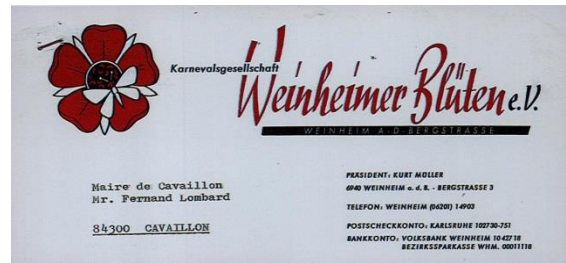 Karnevalsgesellschaft
Weinheimer Blüten e.V.
WEINHEIM A-D-BERGSTRASSE
Maire de Cavaillon
Mr. Fernand Lombard
84300 CAVAILLON
PRÄSIDENT: KURT MÜLLER
6940 WEINHEIM a. d. B. - BERGSTRASSE 3
TELEFON: WEINHEIM (06201) 14903
POSTSCHECKKONTO: KARLSRUHE 102730-751
BANKKONTO: VOLKSBANK WEINHEIM 1042718
BEZIRKSSPARKASSE WHM. 00011118